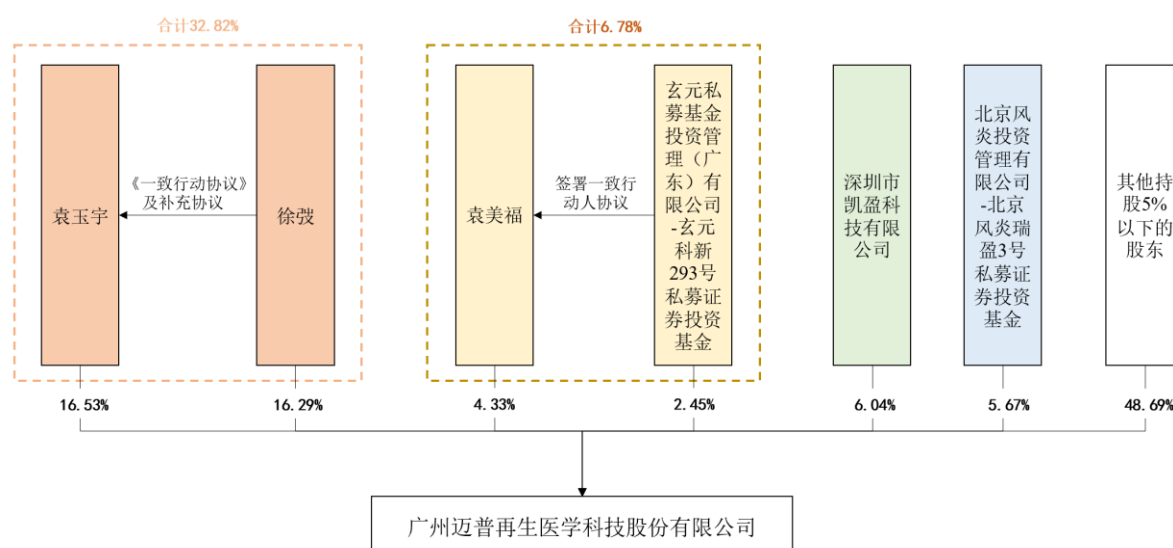 合计32.82%
合计6.78%
袁玉宇
《一致行动协议》
及补充协议
徐弢
袁美福
签署一致行
动人协议
玄元私
募基金
投资管
理（广
东）有
限公司
-玄元
科新
293号
私募证
券投资
基金
深圳市
凯盈科
技有限
公司
北京风
炎投资
管理有
限公司
-北京
风炎瑞
盈3号
私募证
券投资
基金
其他持
股5%
以下的
股东
16.53%
16.29%
4.33%
2.45%
6.04%
5.67%
48.69%
广州迈普再生医学科技股份有限公司